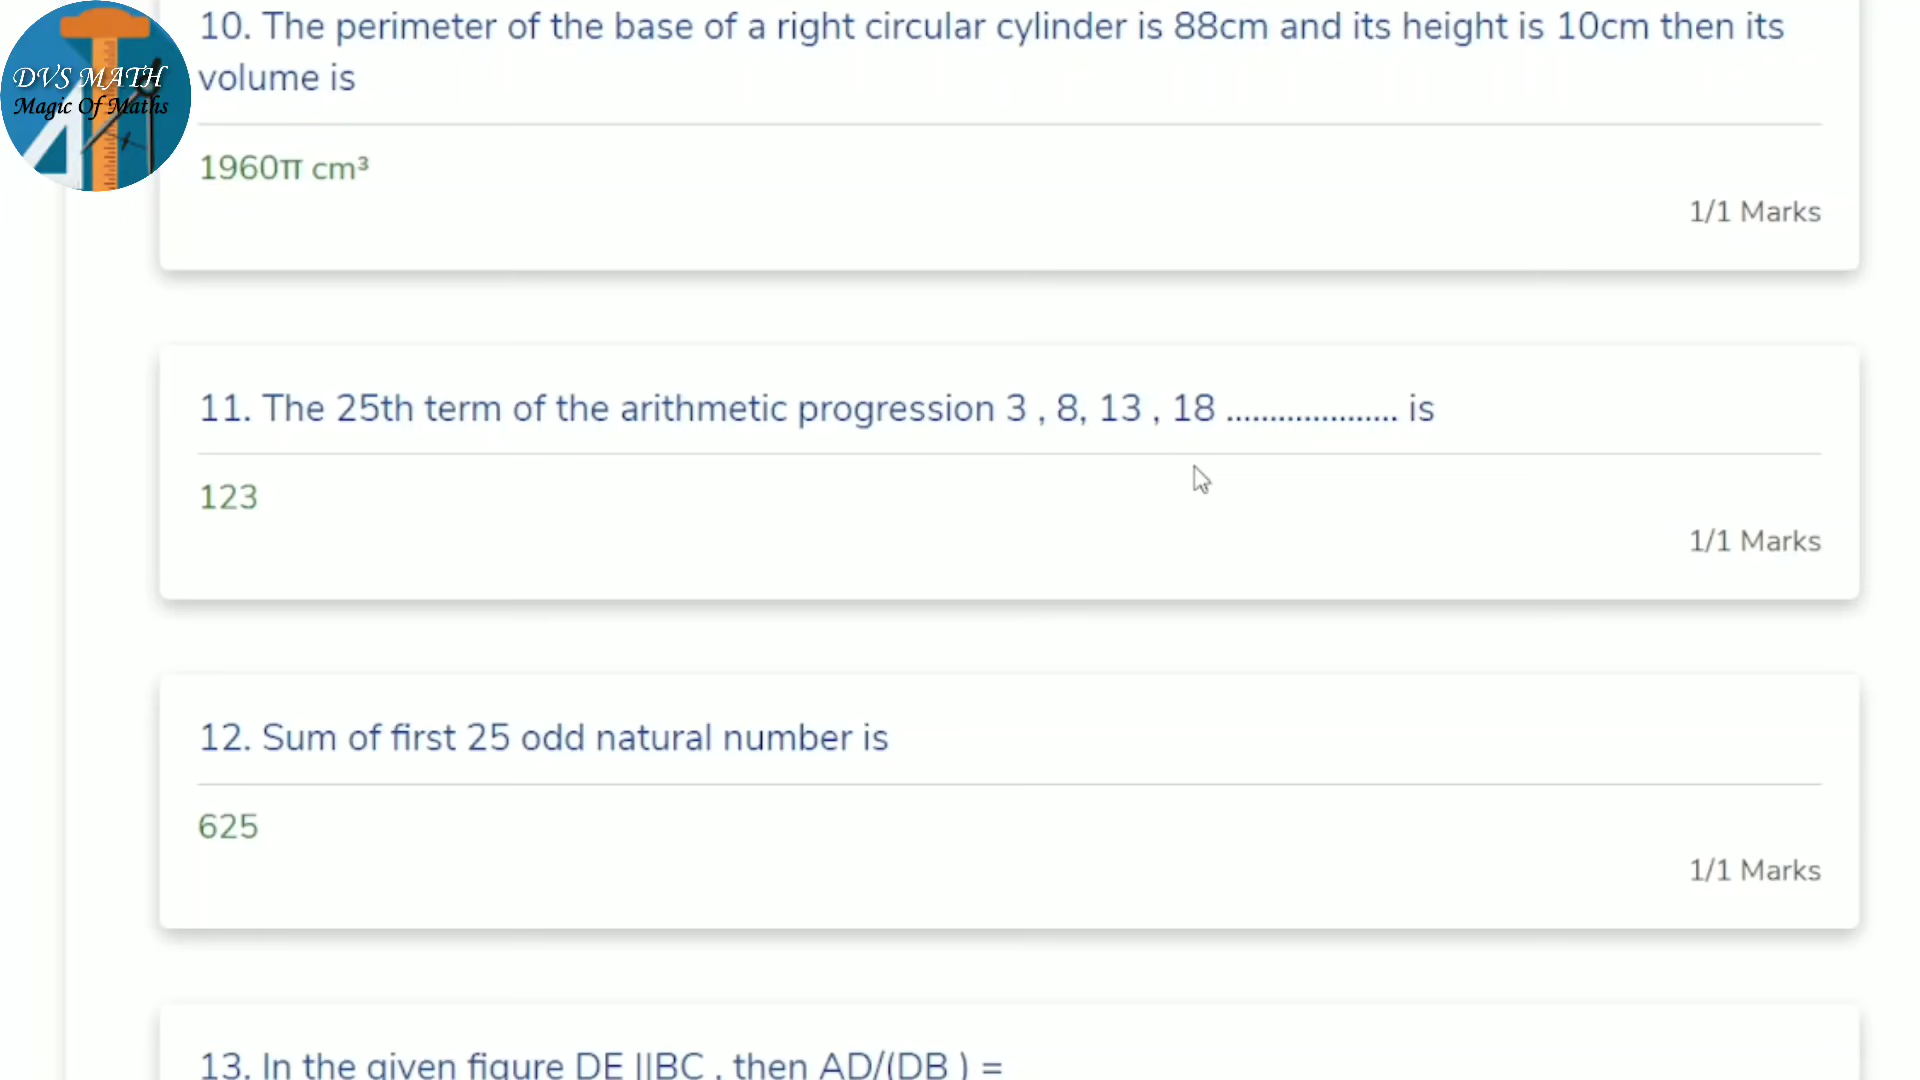 DVS MATH
Magic Of Maths
10. The perimeter of the base of a right circular cylinder is 88cm and its height is 10cm then its
volume is
1960π cm³
1/1 Marks
11. The 25th term of the arithmetic progression 3 , 8, 13 , 18 .................... is
123
1/1 Marks
12. Sum of first 25 odd natural number is
625
1/1 Marks
13. In the given figure DE ||BC , then AD/(DB ) =